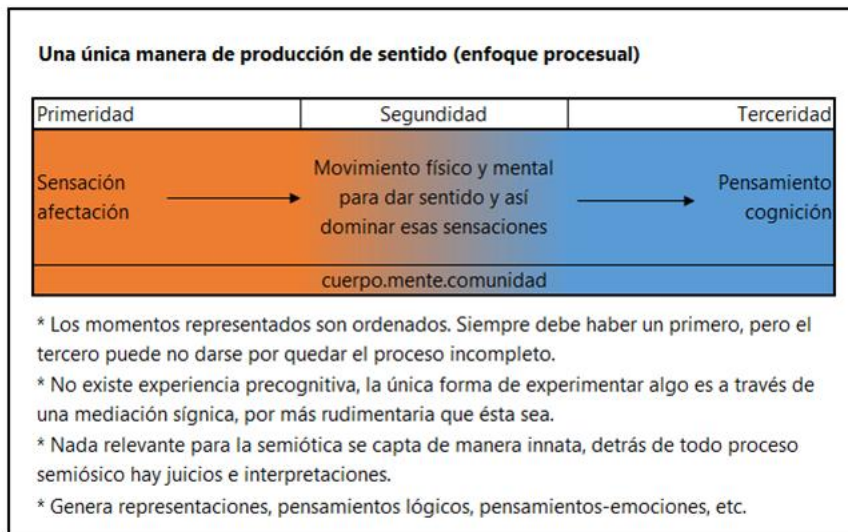 Una única manera de producción de sentido (enfoque procesual)
Primeridad Segundidad Terceridad
Sensación
afectación
Movimiento físico y mental
para dar sentido y así
dominar esas sensaciones
Pensamiento
cognición
cuerpo.mente.comunidad
* Los momentos representados son ordenados. Siempre debe haber un primero, pero el
tercero puede no darse por quedar el proceso incompleto.
* No existe experiencia precognitiva, la única forma de experimentar algo es a través de
una mediación sígnica, por más rudimentaria que ésta sea.
* Nada relevante para la semiótica se capta de manera innata, detrás de todo proceso
semiósico hay juicios e interpretaciones.
* Genera representaciones, pensamientos lógicos, pensamientos-emociones, etc.